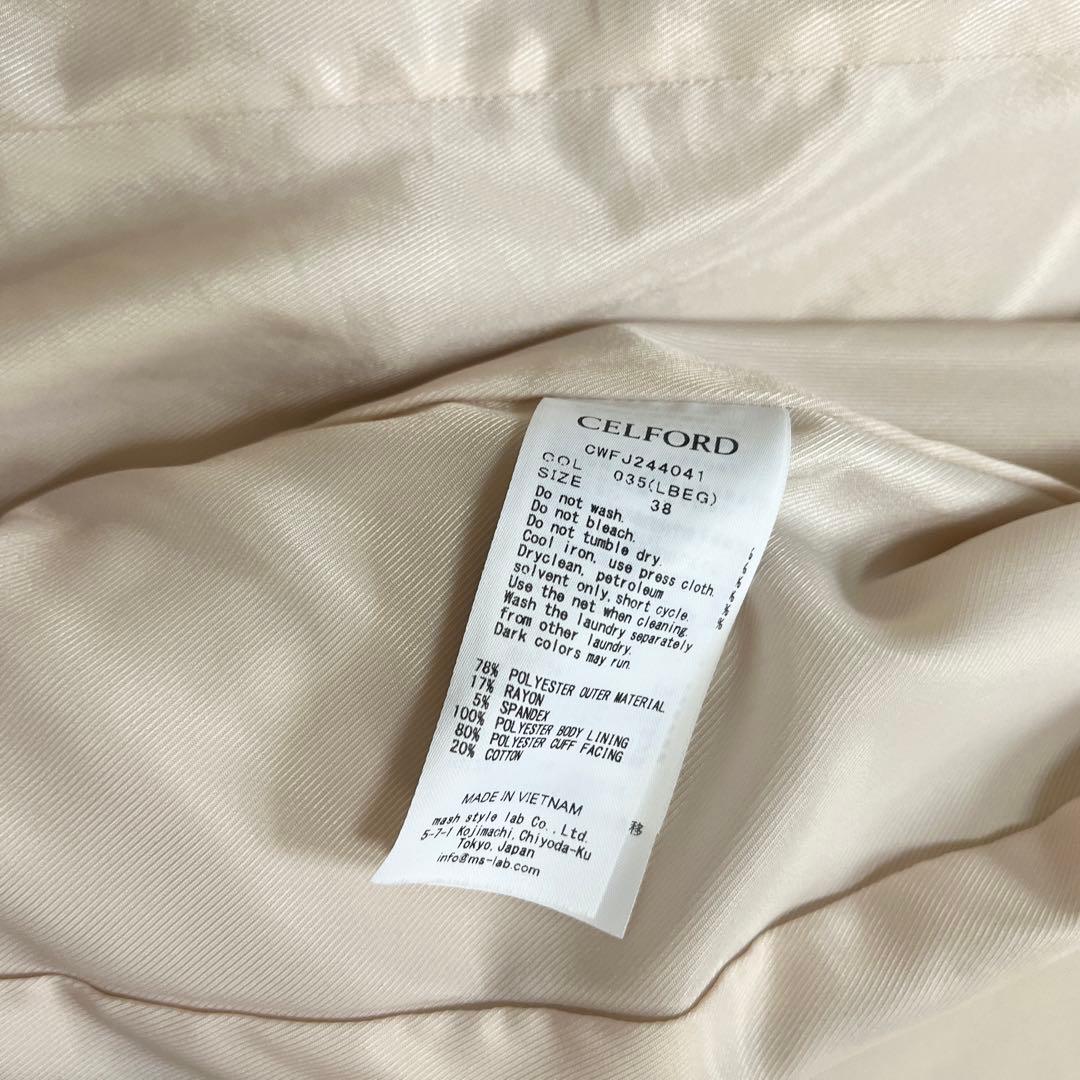 CELFORD
CWFJ244041
COL 035(LBEG)
SIZE 38
Do not wash.
Do not bleach.
Do not tumble dry.
Cool iron, use press cloth.
Dryclean, petroleum
solvent only, short cycle.
Use the net when cleaning.
Wash the laundry separately
from other laundry.
Dark colors may run.
78% POLYESTER OUTER MATERIAL
17% RAYON
5% SPANDEX
100% POLYESTER BODY LINING
80% POLYESTER CUFF FACING
20% COTTON
MADE IN VIETNAM
mash style lab Co., Ltd.
5-7-1 Kojimachi, Chiyoda-Ku
Tokyo, Japan
info@ms-lab.com
移